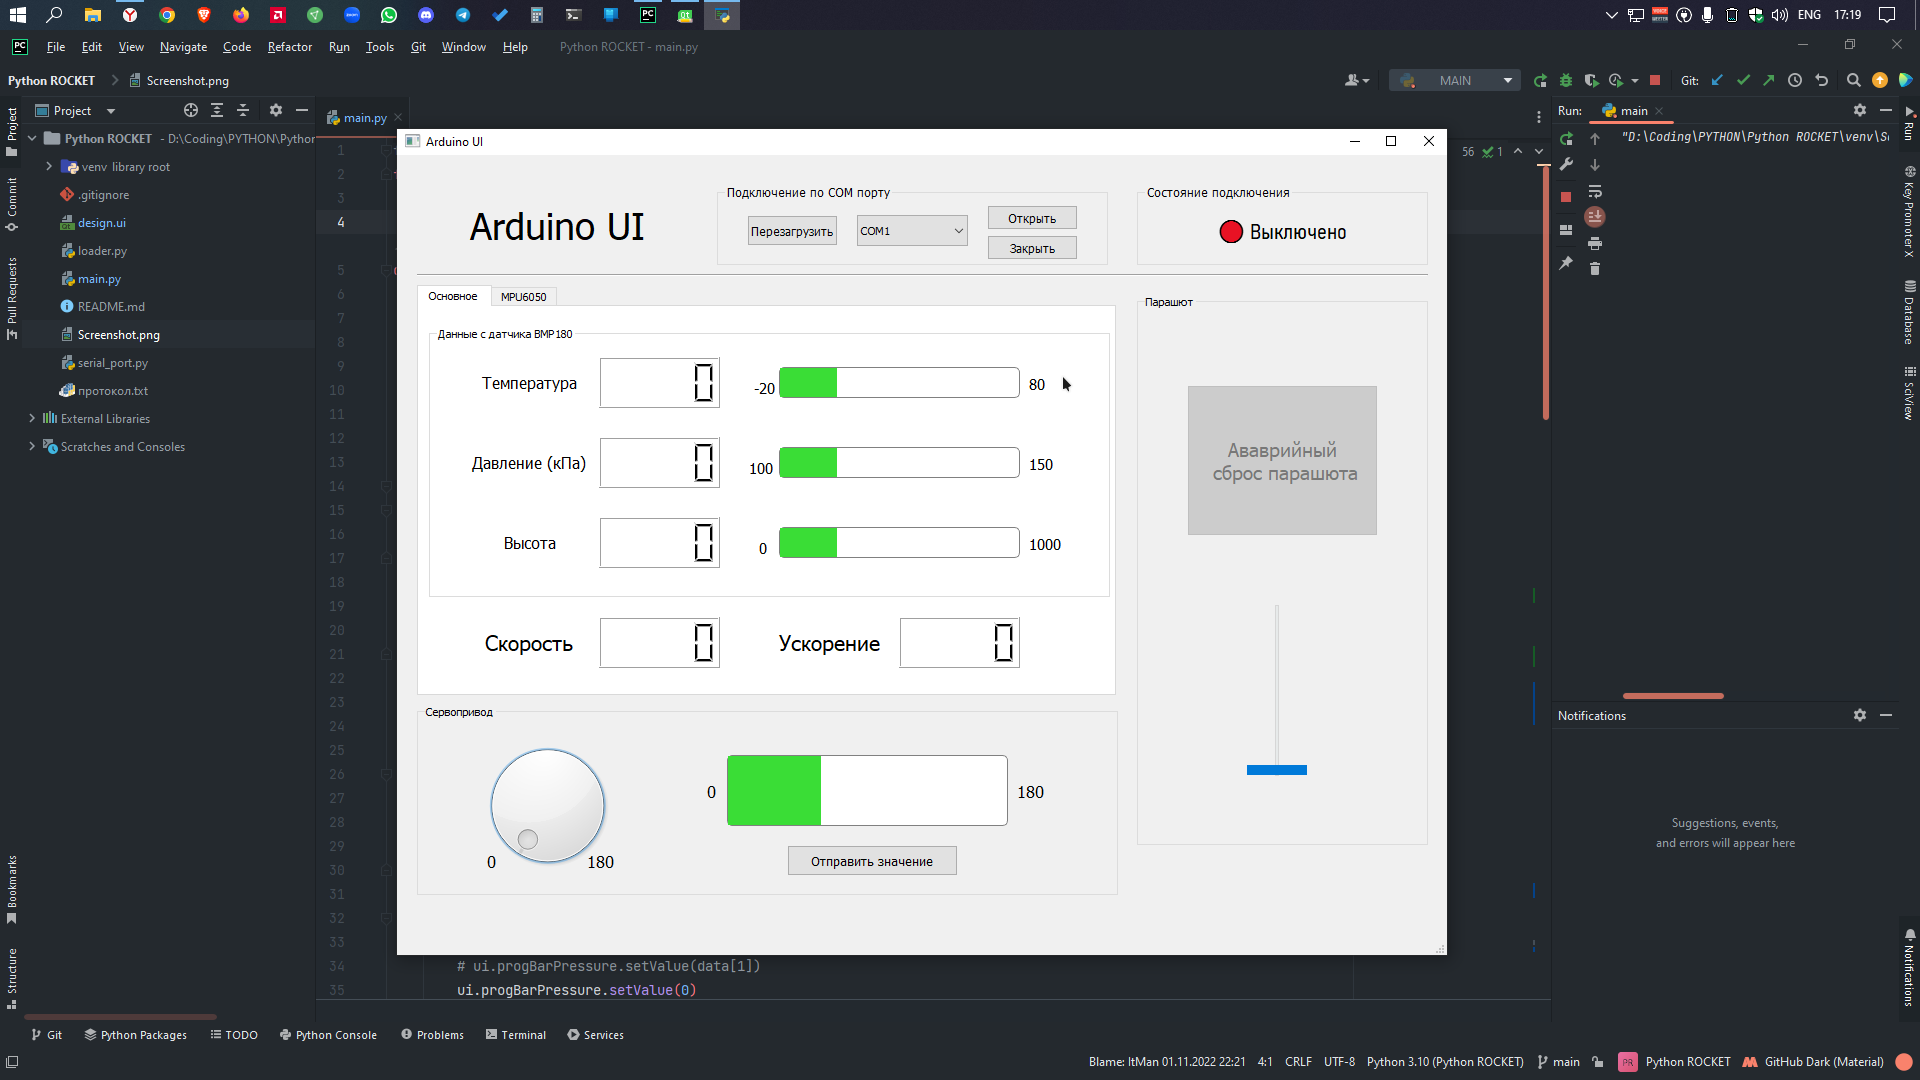 ENG
17:19
File Edit View Navigate Code Refactor Run Tools Git Window Help Python ROCKET - main.py
Python ROCKET Screenshot.png
MAIN
Git:
Project
main.py
Run: main
Python ROCKET - D:\Coding\PYTHON\Python
"D:\Coding\PYTHON\Python ROCKET\venv\S
venv library root
.gitignore
design.ui
loader.py
main.py
README.md
Screenshot.png
serial_port.py
протокол.txt
External Libraries
Scratches and Consoles
Project
Commit
Pull Requests
Bookmarks
Structure
1
2
3
4
5
6
7
8
9
10
11
12
13
14
15
16
17
18
19
20
21
22
23
24
25
26
27
28
29
30
31
32
33
34
35
56 1
Arduino UI
Arduino UI
Подключение по COM порту
Перезагрузить
COM1
Открыть
Закрыть
Состояние подключения
Выключено
Основное
MPU6050
Данные с датчика BMP180
Температура 0 -20 80
Давление (кПа) 0 100 150
Высота 0 0 1000
Скорость 0 Ускорение 0
Парашют
Ававрийный
сброс парашюта
Сервопривод
0 180
0 180
Отправить значение
# ui.progBarPressure.setValue(data[1])
ui.progBarPressure.setValue(0)
Notifications
Suggestions, events,
and errors will appear here
Run
Key Promoter X
Database
SciView
Notifications
Git Python Packages TODO Python Console Problems Terminal Services
Blame: ItMan 01.11.2022 22:21 4:1 CRLF UTF-8 Python 3.10 (Python ROCKET) main PR Python ROCKET GitHub Dark (Material)